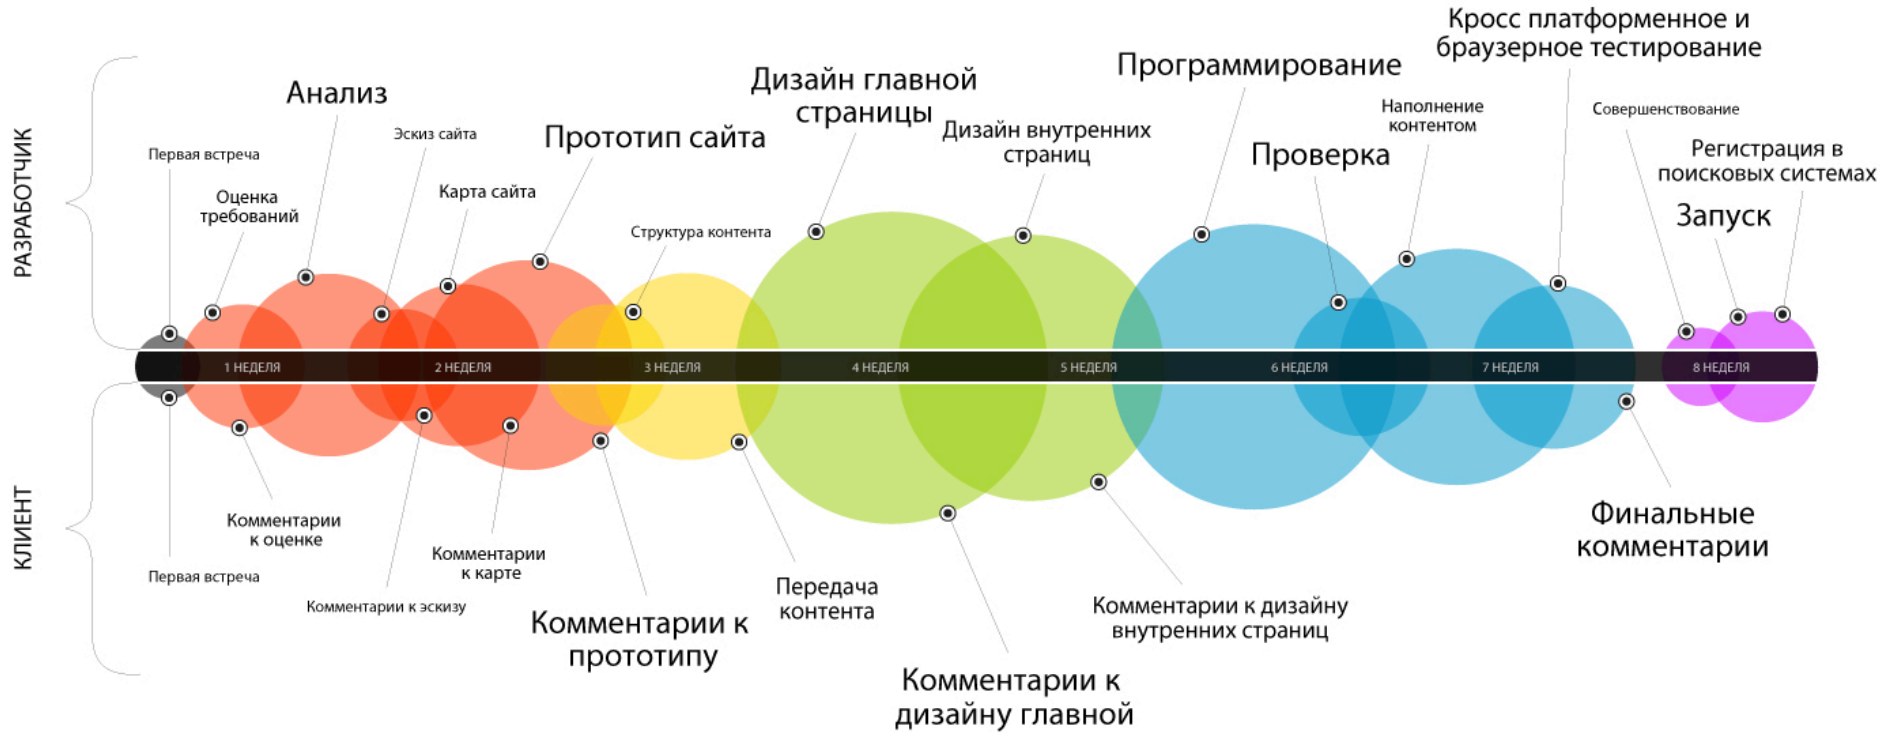 РАЗРАБОТЧИК
Первая встреча
Оценка
требований
Анализ
Эскиз сайта
Карта сайта
Прототип сайта
Структура контента
Дизайн главной
страницы
Дизайн внутренних
страниц
Программирование
Проверка
Наполнение
контентом
Кросс платформенное и
браузерное тестирование
Совершенствование
Запуск
Регистрация в
поисковых системах
1 НЕДЕЛЯ
2 НЕДЕЛЯ
3 НЕДЕЛЯ
4 НЕДЕЛЯ
5 НЕДЕЛЯ
6 НЕДЕЛЯ
7 НЕДЕЛЯ
8 НЕДЕЛЯ
КЛИЕНТ
Первая встреча
Комментарии
к оценке
Комментарии к эскизу
Комментарии
к карте
Комментарии к
прототипу
Передача
контента
Комментарии к
дизайну главной
Комментарии к дизайну
внутренних страниц
Финальные
комментарии